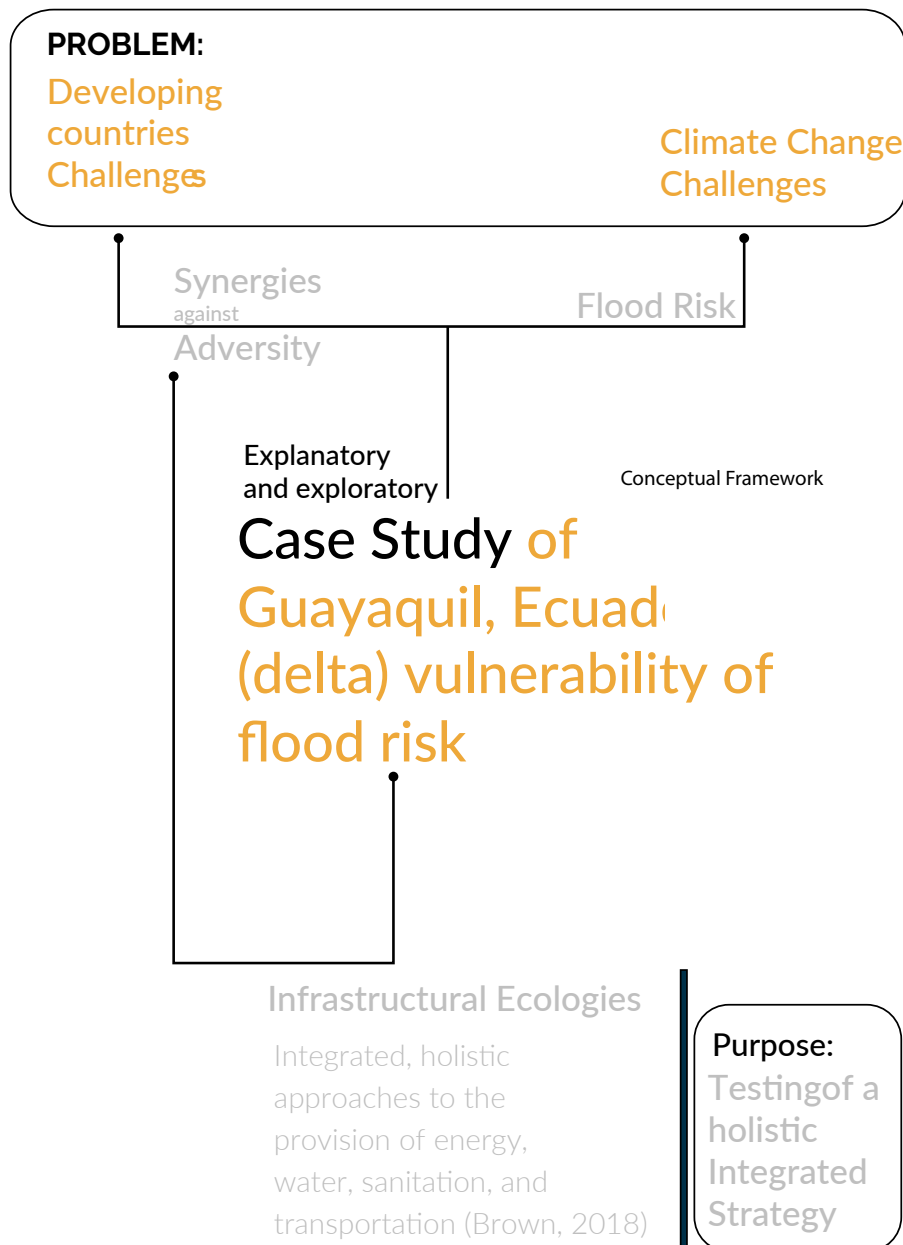 PROBLEM:
Developing
countries
Challenges
Climate Change
Challenges
Synergies
against
Adversity
Flood Risk
Explanatory
and exploratory
Conceptual Framework
Case Study of
Guayaquil, Ecuad
(delta) vulnerability of
flood risk
Infrastructural Ecologies
Integrated, holistic
approaches to the
provision of energy,
water, sanitation, and
transportation (Brown, 2018)
Purpose:
Testingof a
holistic
Integrated
Strategy